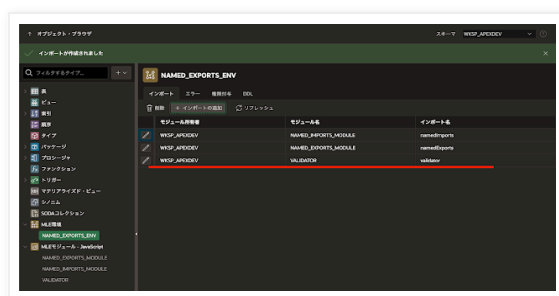 オブジェクト・ブラウザ
スキーマ WKSP_APEXDEV
インポートが作成されました
NAMED_EXPORTS_ENV
表
ビュー
索引
順序
タイプ
パッケージ
プロシージャ
ファンクション
トリガー
マテリアライズド・ビュー
シノニム
SODAコレクション
MLE環境
NAMED_EXPORTS_ENV
MLEモジュール - JavaScript
NAMED_EXPORTS_MODULE
NAMED_IMPORTS_MODULE
VALIDATOR
インポート エラー 権限付与 DDL
削除 + インポートの追加 リフレッシュ
モジュール所有者 モジュール名 インポート名
WKSP_APEXDEV NAMED_IMPORTS_MODULE namedImports
WKSP_APEXDEV NAMED_EXPORTS_MODULE namedExports
WKSP_APEXDEV VALIDATOR validator